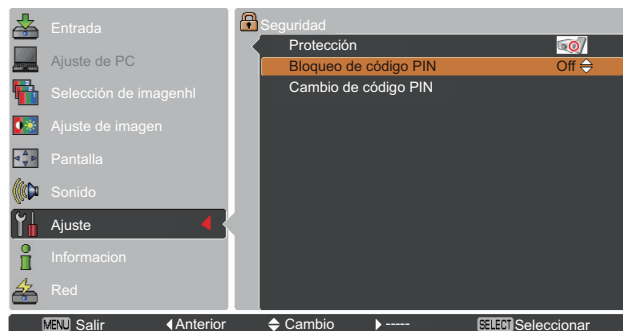 Entrada
Ajuste de PC
Selección de imagenhl
Ajuste de imagen
Pantalla
Sonido
Ajuste
Informacion
Red
Seguridad
Protección
Bloqueo de código PIN Off
Cambio de código PIN
MENU Salir Anterior Cambio ----- SELECT Seleccionar